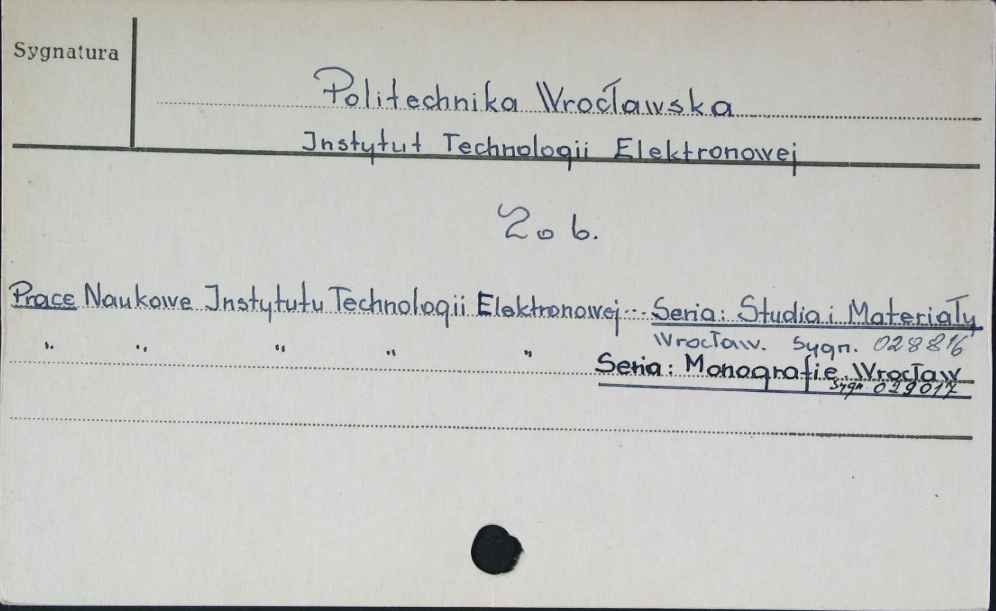 Sygnatura
Politechnika Wrocławska
Instytut Technologii Elektronowej
Zob.
Prace Naukowe Instytutu Technologii Elektronowej Seria: Studia i Materiały
Wrocław. Sygn. 028816
" " " " " Seria: Monografie. Wrocław
Sygn 029017